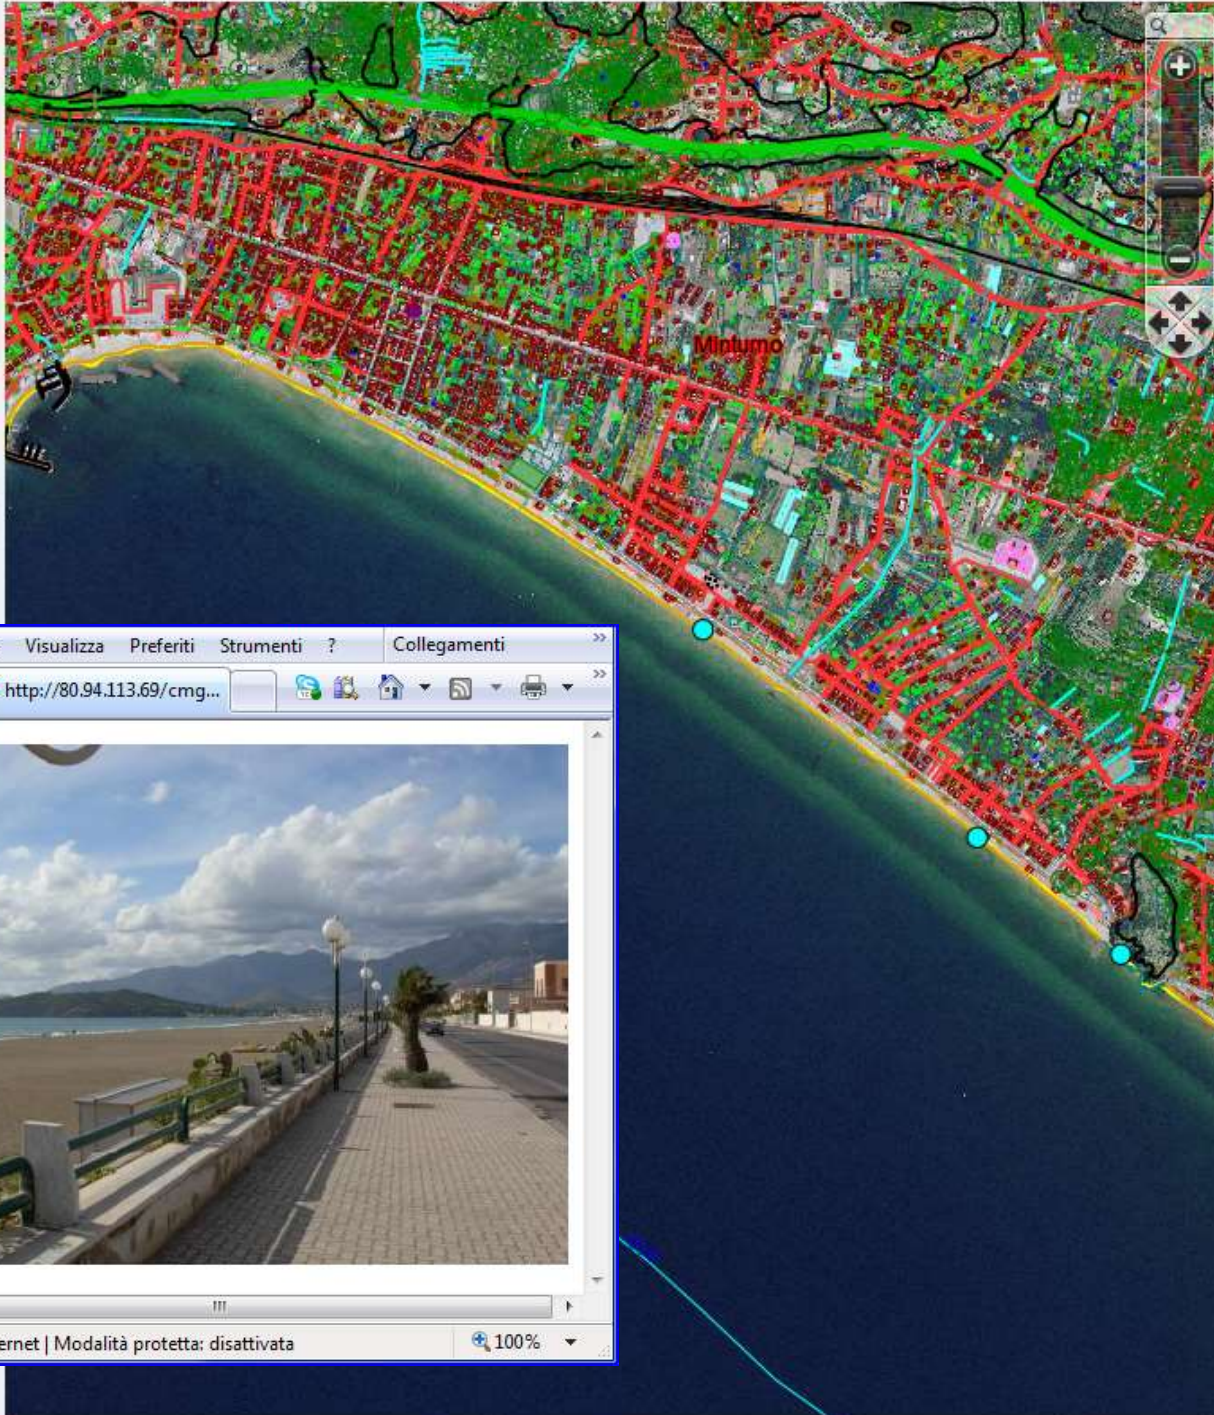 Minturno
Visualizza Preferiti Strumenti ? Collegamenti »
http://80.94.113.69/cmg... »
ernet | Modalità protetta: disattivata 100%